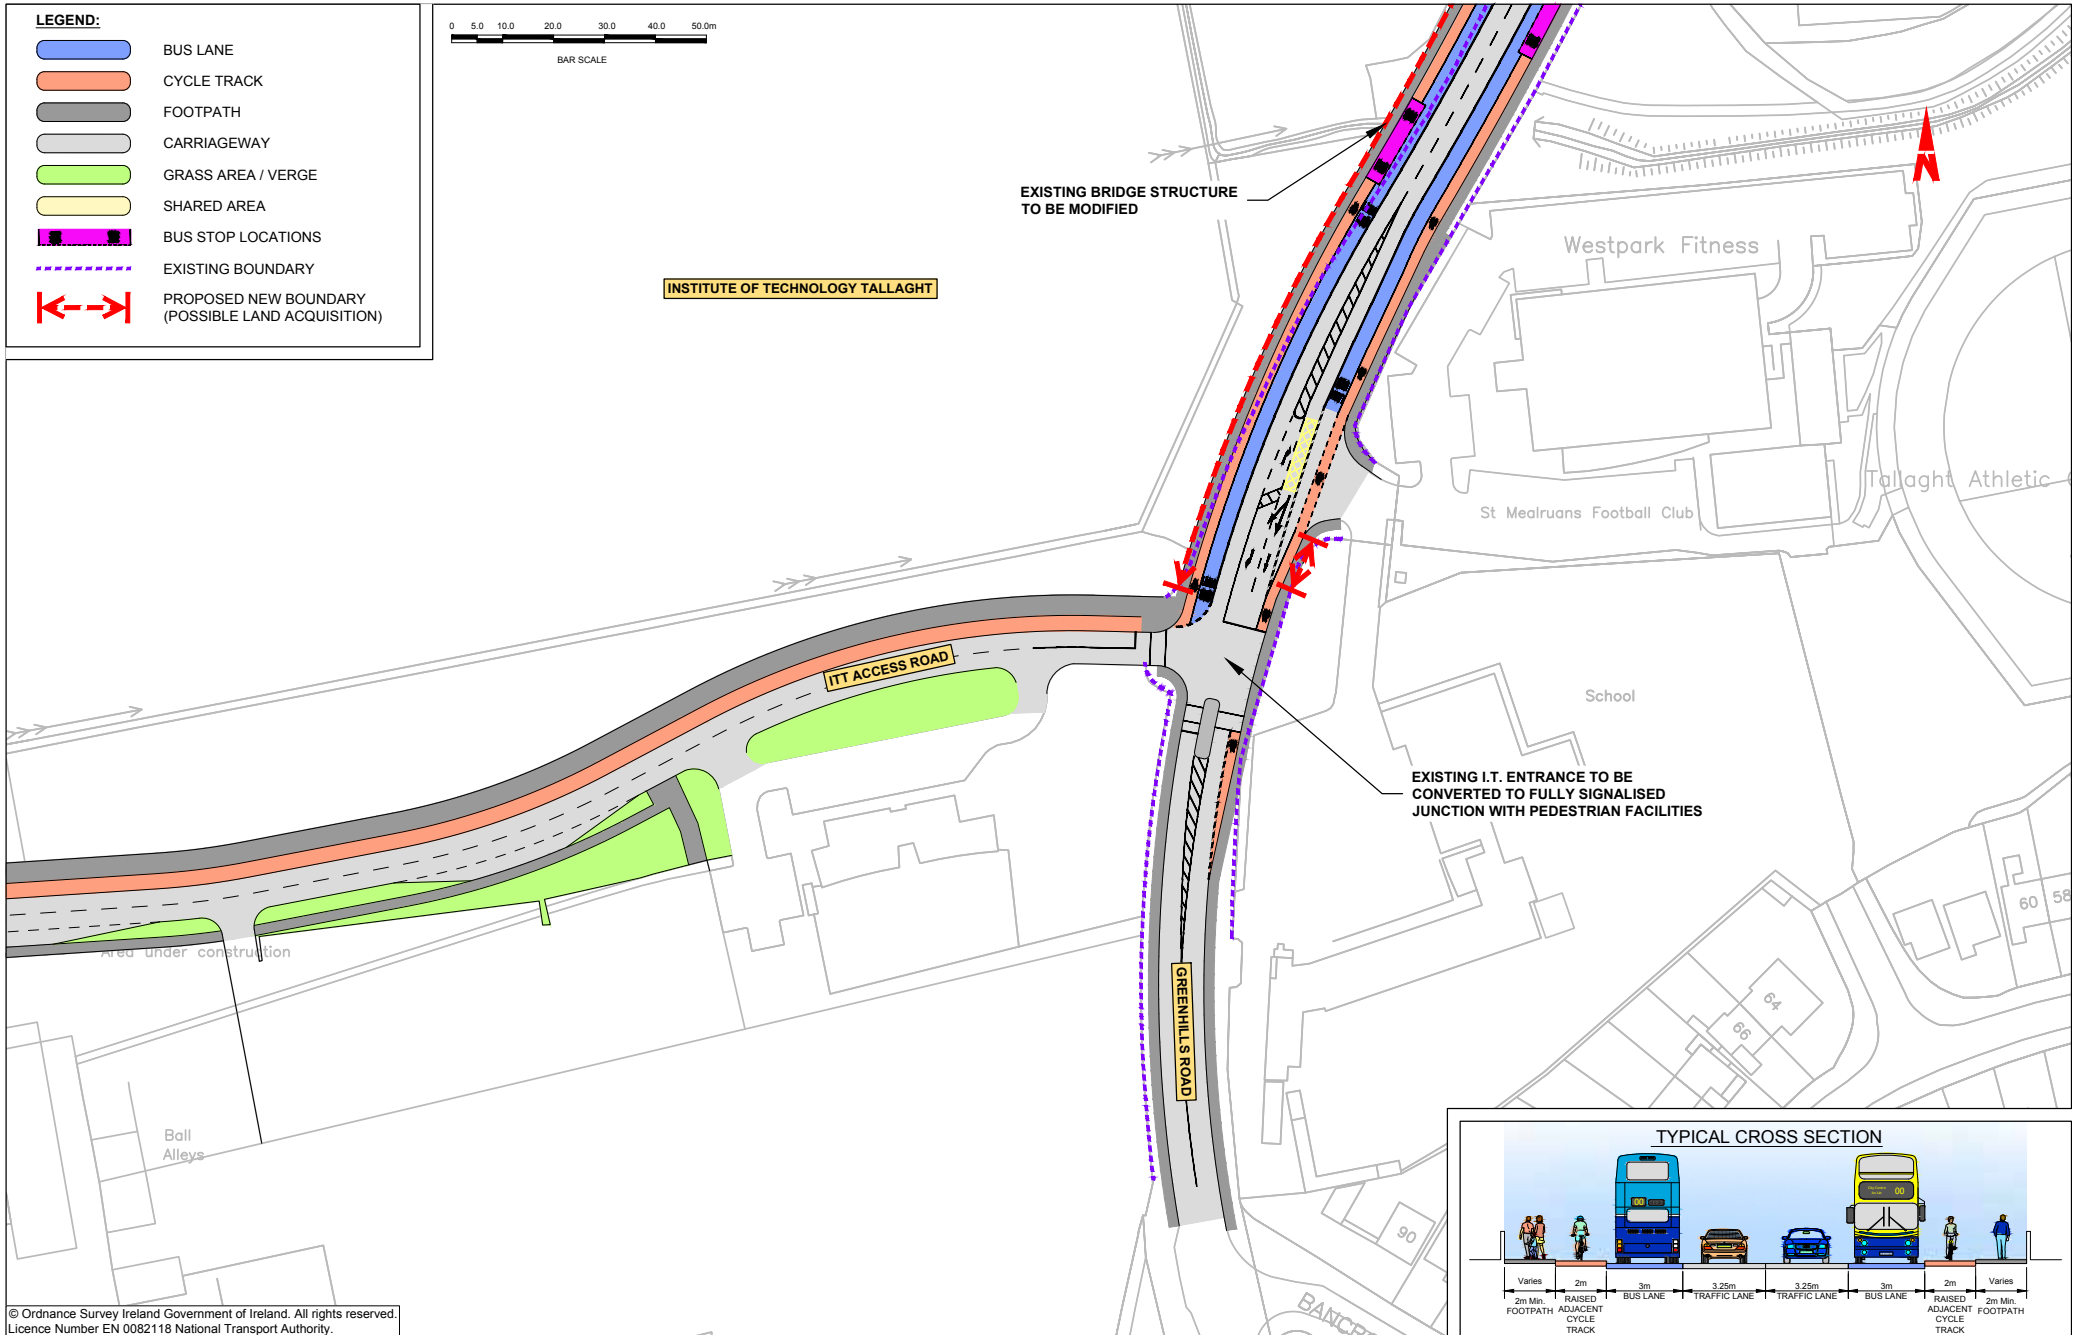 LEGEND:
BUS LANE
CYCLE TRACK
FOOTPATH
CARRIAGEWAY
GRASS AREA / VERGE
SHARED AREA
BUS STOP LOCATIONS
EXISTING BOUNDARY
PROPOSED NEW BOUNDARY
(POSSIBLE LAND ACQUISITION)
0 5.0 10.0 20.0 30.0 40.0 50.0m
BAR SCALE
EXISTING BRIDGE STRUCTURE
TO BE MODIFIED
N
INSTITUTE OF TECHNOLOGY TALLAGHT
Westpark Fitness
Tallaght Athletic
St Mealruans Football Club
ITT ACCESS ROAD
School
EXISTING I.T. ENTRANCE TO BE
CONVERTED TO FULLY SIGNALISED
JUNCTION WITH PEDESTRIAN FACILITIES
60
58
Area under construction
64
66
GREENHILLS ROAD
Ball
Alleys
90
TYPICAL CROSS SECTION
00
00
Varies 2m 3m 3.25m 3.25m 3m 2m Varies
2m Min. FOOTPATH
RAISED ADJACENT CYCLE TRACK
BUS LANE
TRAFFIC LANE
TRAFFIC LANE
BUS LANE
RAISED ADJACENT CYCLE TRACK
2m Min. FOOTPATH
© Ordnance Survey Ireland Government of Ireland. All rights reserved.
Licence Number EN 0082118 National Transport Authority.